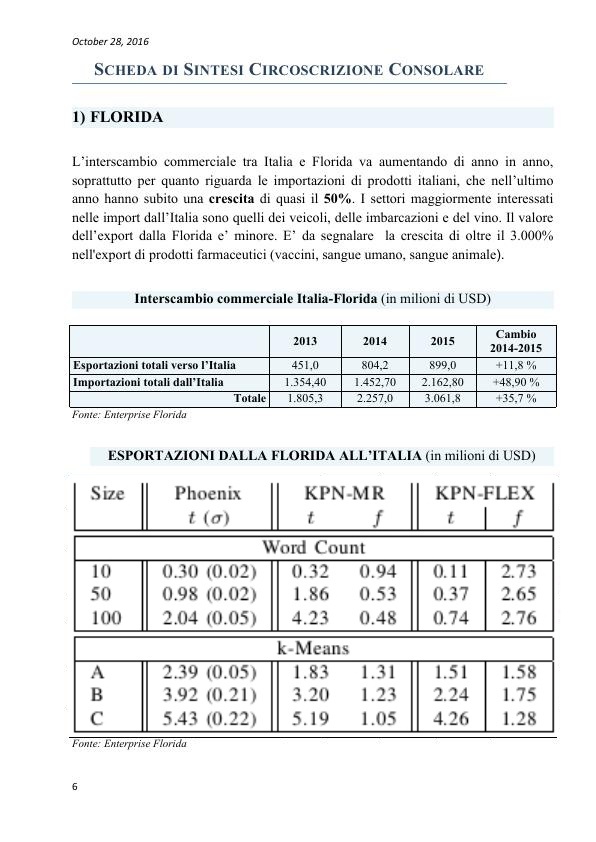 October 28, 2016
SCHEDA DI SINTESI CIRCOSCRIZIONE CONSOLARE
1) FLORIDA
L’interscambio commerciale tra Italia e Florida va aumentando di anno in anno,
soprattutto per quanto riguarda le importazioni di prodotti italiani, che nell’ultimo
anno hanno subito una crescita di quasi il 50%. I settori maggiormente interessati
nelle import dall’Italia sono quelli dei veicoli, delle imbarcazioni e del vino. Il valore
dell’export dalla Florida e’ minore. E’ da segnalare la crescita di oltre il 3.000%
nell'export di prodotti farmaceutici (vaccini, sangue umano, sangue animale).
Interscambio commerciale Italia-Florida (in milioni di USD)
2013 2014 2015 Cambio
2014-2015
Esportazioni totali verso l’Italia 451,0 804,2 899,0 +11,8 %
Importazioni totali dall’Italia 1.354,40 1.452,70 2.162,80 +48,90 %
Totale 1.805,3 2.257,0 3.061,8 +35,7 %
Fonte: Enterprise Florida
ESPORTAZIONI DALLA FLORIDA ALL’ITALIA (in milioni di USD)
Size Phoenix KPN-MR KPN-FLEX
t (σ) t f t f
Word Count
10 0.30 (0.02) 0.32 0.94 0.11 2.73
50 0.98 (0.02) 1.86 0.53 0.37 2.65
100 2.04 (0.05) 4.23 0.48 0.74 2.76
k-Means
A 2.39 (0.05) 1.83 1.31 1.51 1.58
B 3.92 (0.21) 3.20 1.23 2.24 1.75
C 5.43 (0.22) 5.19 1.05 4.26 1.28
Fonte: Enterprise Florida
6